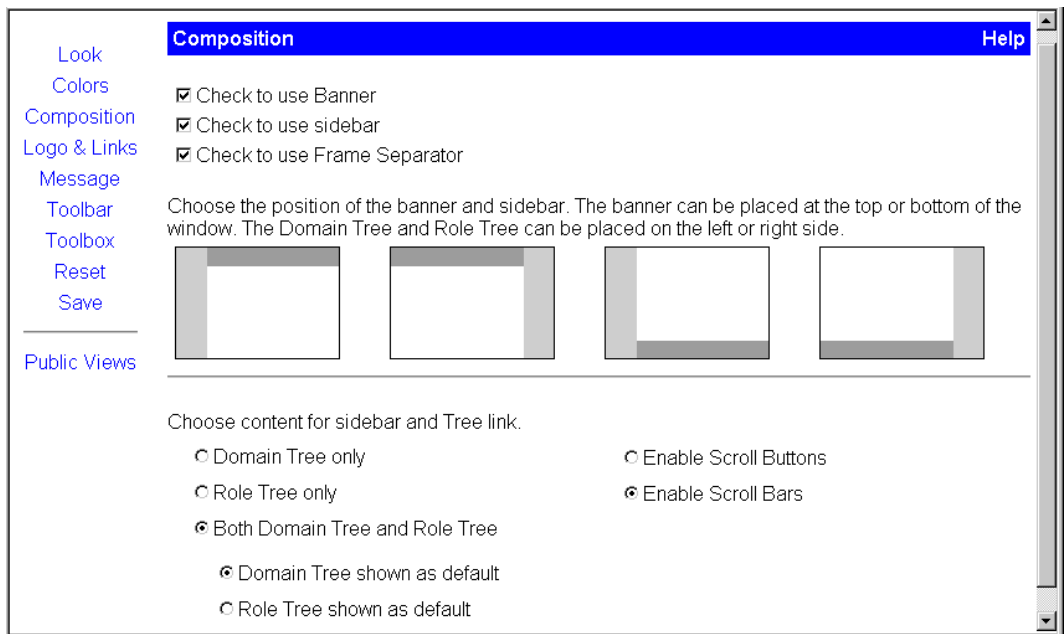 Look
Colors
Composition
Logo & Links
Message
Toolbar
Toolbox
Reset
Save
Public Views
Composition Help
Check to use Banner
Check to use sidebar
Check to use Frame Separator
Choose the position of the banner and sidebar. The banner can be placed at the top or bottom of the
window. The Domain Tree and Role Tree can be placed on the left or right side.
Choose content for sidebar and Tree link.
Domain Tree only
Role Tree only
Both Domain Tree and Role Tree
Domain Tree shown as default
Role Tree shown as default
Enable Scroll Buttons
Enable Scroll Bars